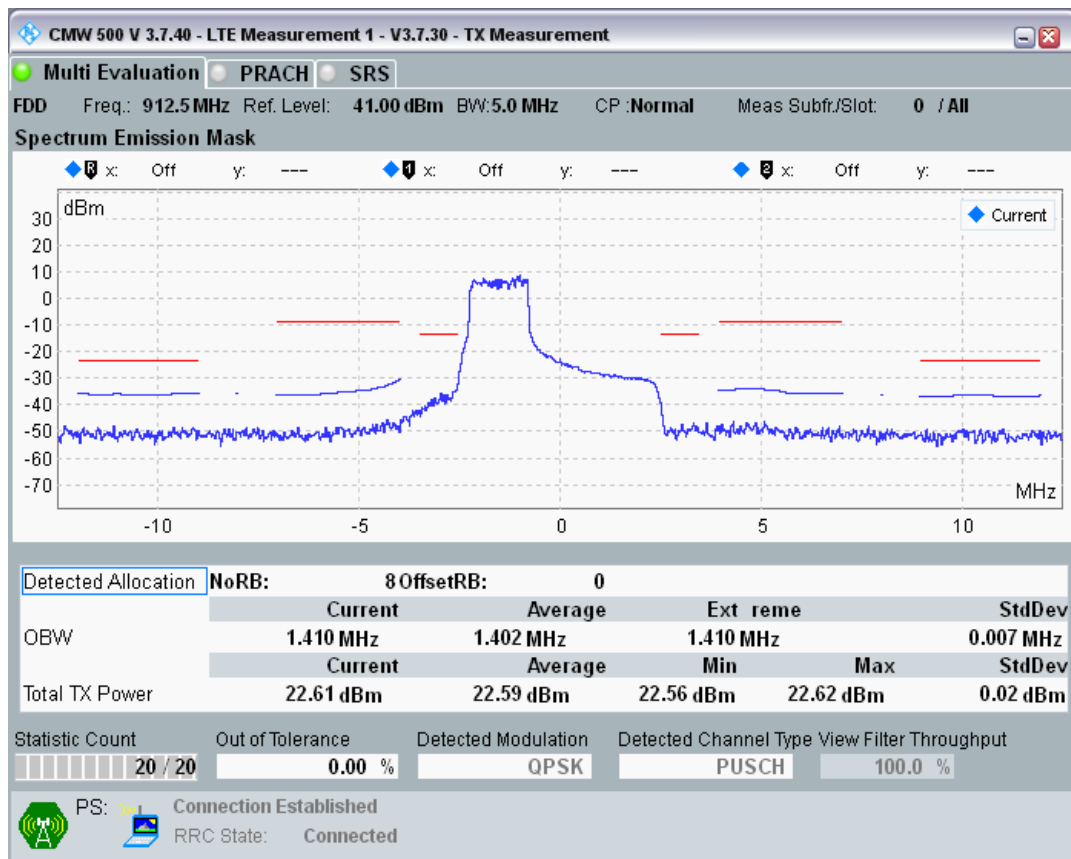 CMW 500 V 3.7.40 - LTE Measurement 1 - V3.7.30 - TX Measurement
Multi Evaluation PRACH SRS
FDD Freq.: 912.5 MHz Ref. Level: 41.00 dBm BW: 5.0 MHz CP : Normal Meas Subfr./Slot: 0 / All
Spectrum Emission Mask
R x: Off y: --- 1 x: Off y: --- 2 x: Off y: ---
dBm
Current
30
20
10
0
-10
-20
-30
-40
-50
-60
-70
MHz
-10 -5 0 5 10
Detected Allocation NoRB: 8 OffsetRB: 0
Current Average Ext reme StdDev
OBW 1.410 MHz 1.402 MHz 1.410 MHz 0.007 MHz
Current Average Min Max StdDev
Total TX Power 22.61 dBm 22.59 dBm 22.56 dBm 22.62 dBm 0.02 dBm
Statistic Count Out of Tolerance Detected Modulation Detected Channel Type View Filter Throughput
20 / 20 0.00 % QPSK PUSCH 100.0 %
PS: Connection Established
RRC State: Connected